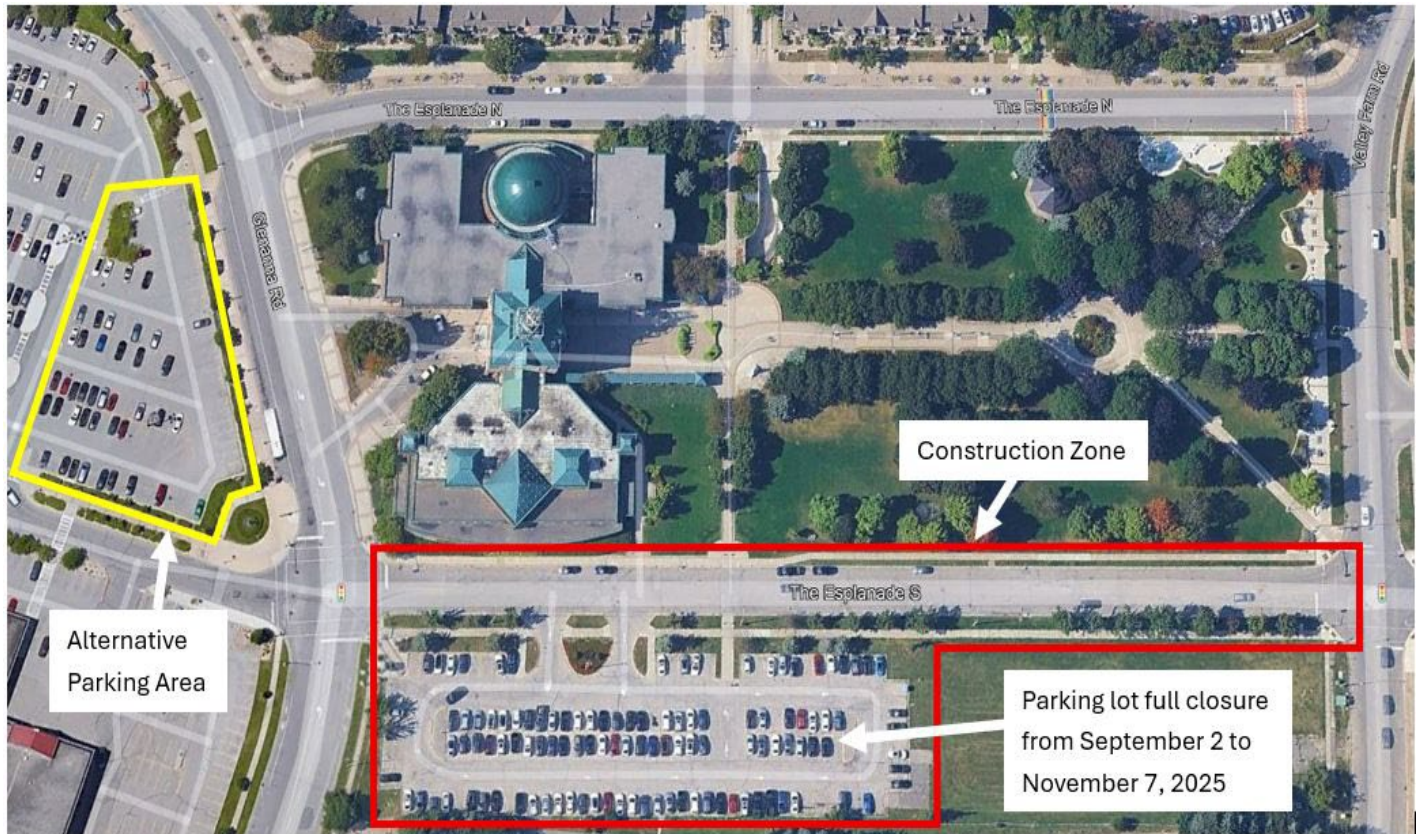 The Esplanade N
The Esplanade N
Valley Farm Rd
Glenanna Rd
Construction Zone
The Esplanade S
Alternative
Parking Area
Parking lot full closure
from September 2 to
November 7, 2025